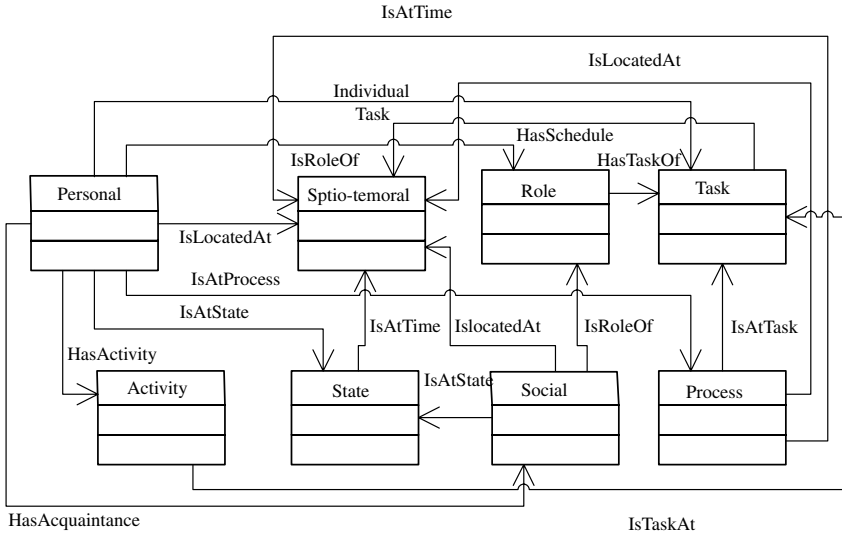 IsAtTime
IsLocatedAt
Individual
Task
HasSchedule
IsRoleOf
HasTaskOf
Personal
Sptio-temoral
Role
Task
IsLocatedAt
IsAtProcess
IsAtState
IsAtTime
IslocatedAt
IsRoleOf
IsAtTask
HasActivity
IsAtState
Activity
State
Social
Process
HasAcquaintance
IsTaskAt